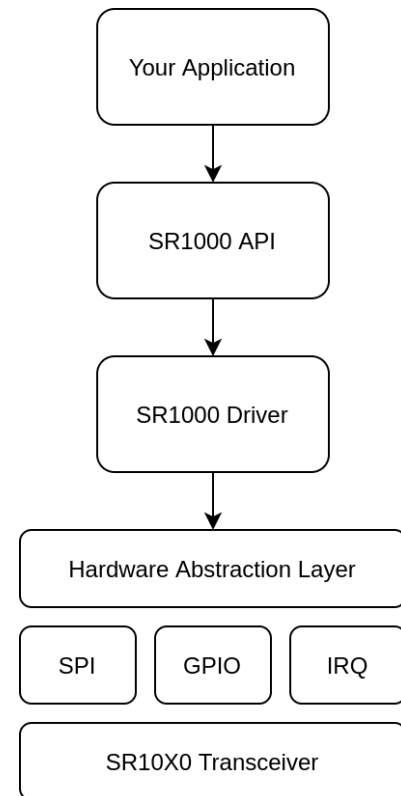 Your Application
SR1000 API
SR1000 Driver
Hardware Abstraction Layer
SPI GPIO IRQ
SR10X0 Transceiver